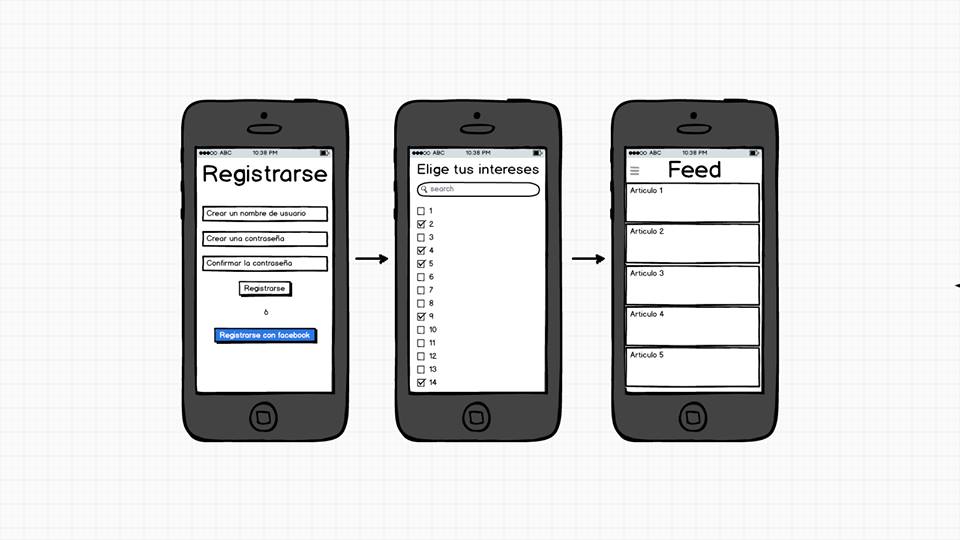 ABC 10:38 PM
Registrarse
Crear un nombre de usuario
Crear una contraseña
Confirmar la contraseña
Registrarse
ó
Registrarse con facebook
ABC 10:38 PM
Elige tus intereses
search
1
2
3
4
5
6
7
8
9
10
11
12
13
14
ABC 10:38 PM
Feed
Articulo 1
Articulo 2
Articulo 3
Articulo 4
Articulo 5